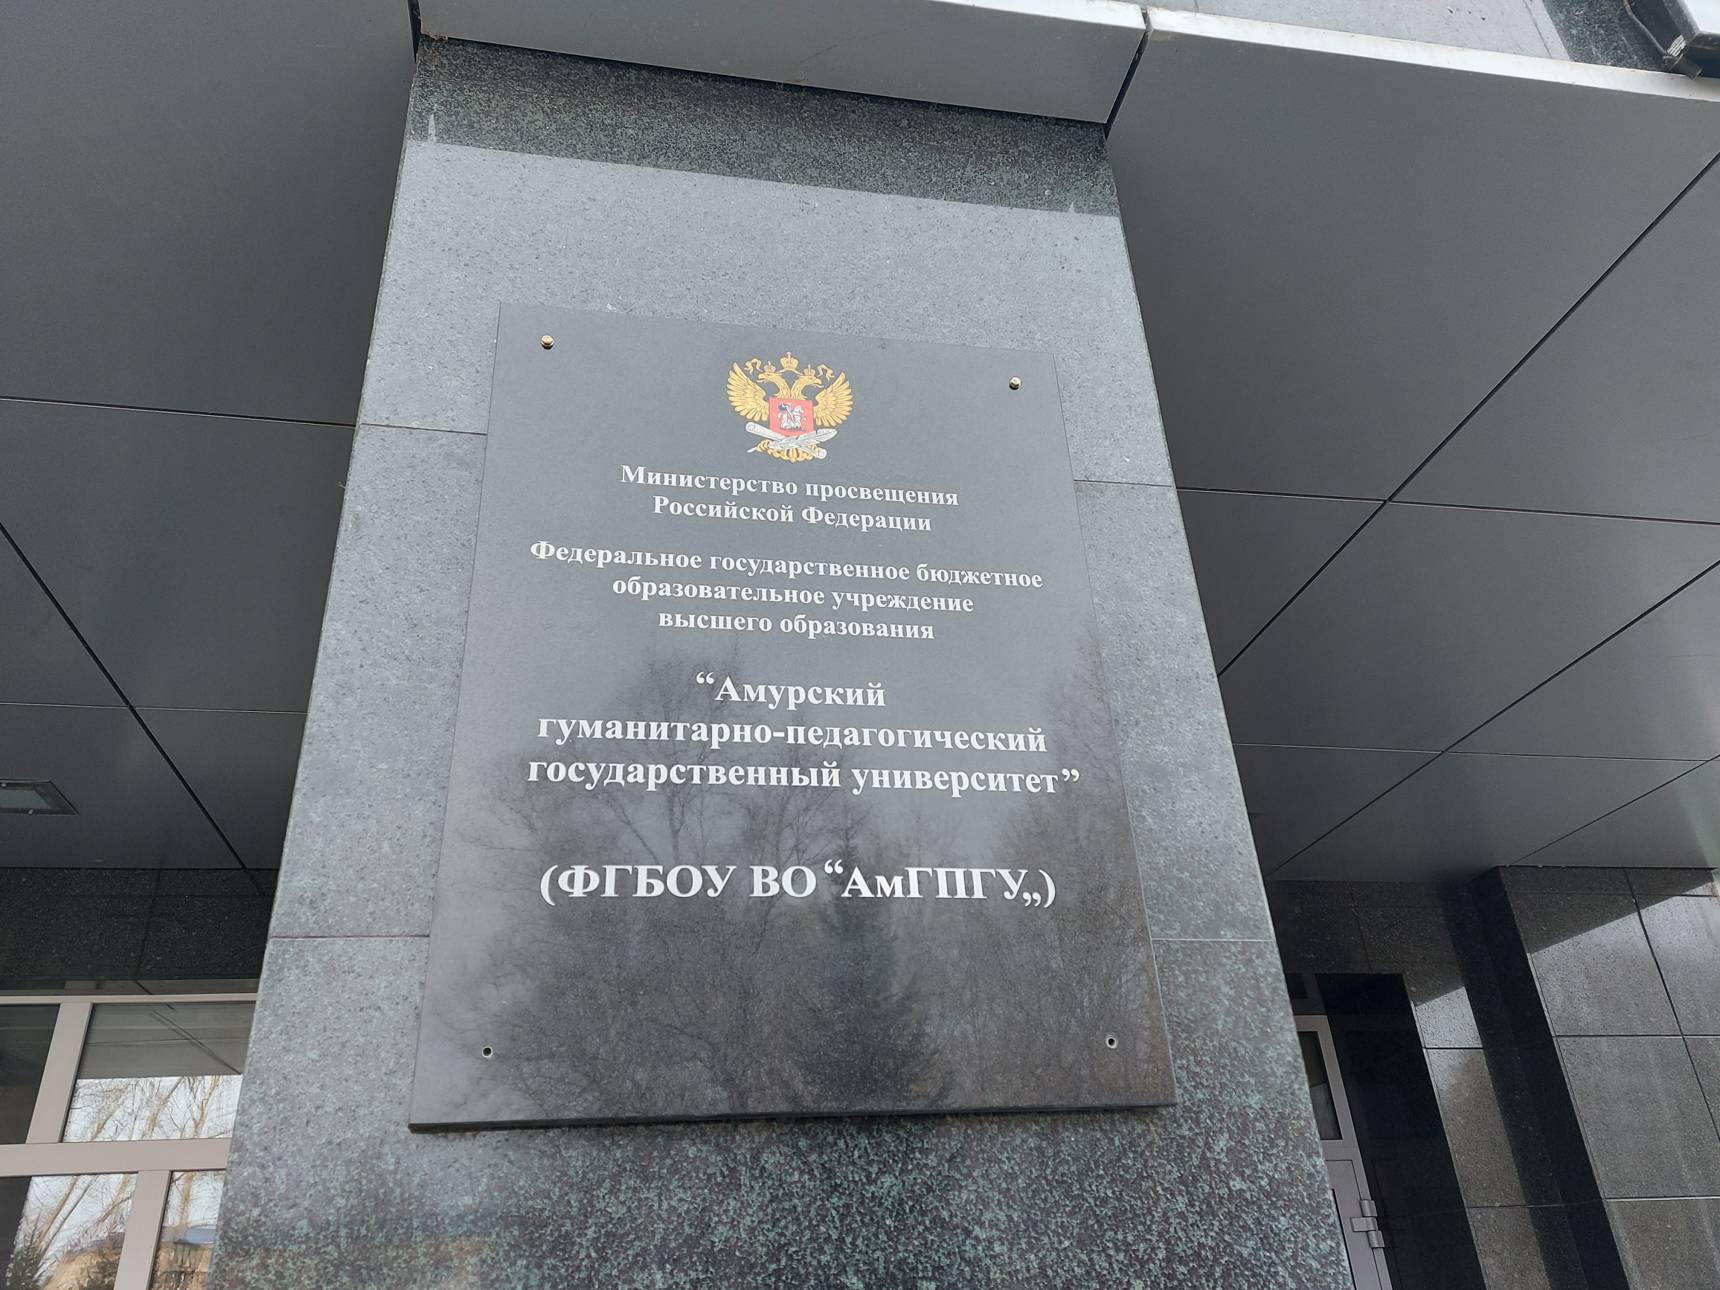 Министерство просвещения
Российской Федерации
Федеральное государственное бюджетное
образовательное учреждение
высшего образования
“Амурский
гуманитарно-педагогический
государственный университет”
(ФГБОУ ВО “АмГПГУ„)